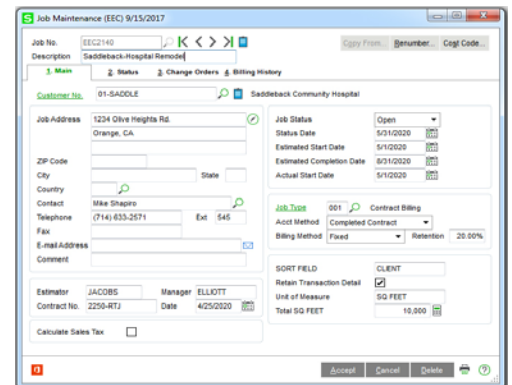 S Job Maintenance (EEC) 9/15/2017
Job No. EEC2140 Copy From... Renumber... Cost Code...
Description Saddleback-Hospital Remodel
1. Main 2. Status 3. Change Orders 4. Billing History
Customer No. 01-SADDLE Saddleback Community Hospital
Job Address 1234 Olive Heights Rd. Job Status Open
Orange, CA Status Date 5/31/2020
Estimated Start Date 5/1/2020
ZIP Code Estimated Completion Date 8/31/2020
City State Actual Start Date 5/1/2020
Country
Contact Mike Shapiro Job Type 001 Contract Billing
Telephone (714) 633-2571 Ext 545 Acct Method Completed Contract
Fax Billing Method Fixed Retention 20.00%
E-mail Address
Comment SORT FIELD CLIENT
Retain Transaction Detail
Estimator JACOBS Manager ELLIOTT Unit of Measure SQ FEET
Contract No. 2250-RTJ Date 4/25/2020 Total SQ FEET 10,000
Calculate Sales Tax
Accept Cancel Delete